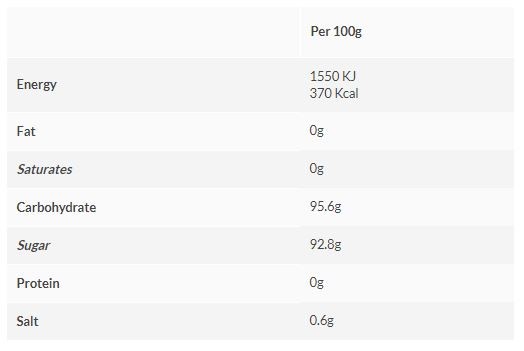 Per 100g
Energy
1550 KJ
370 Kcal
Fat 0g
Saturates 0g
Carbohydrate 95.6g
Sugar 92.8g
Protein 0g
Salt 0.6g